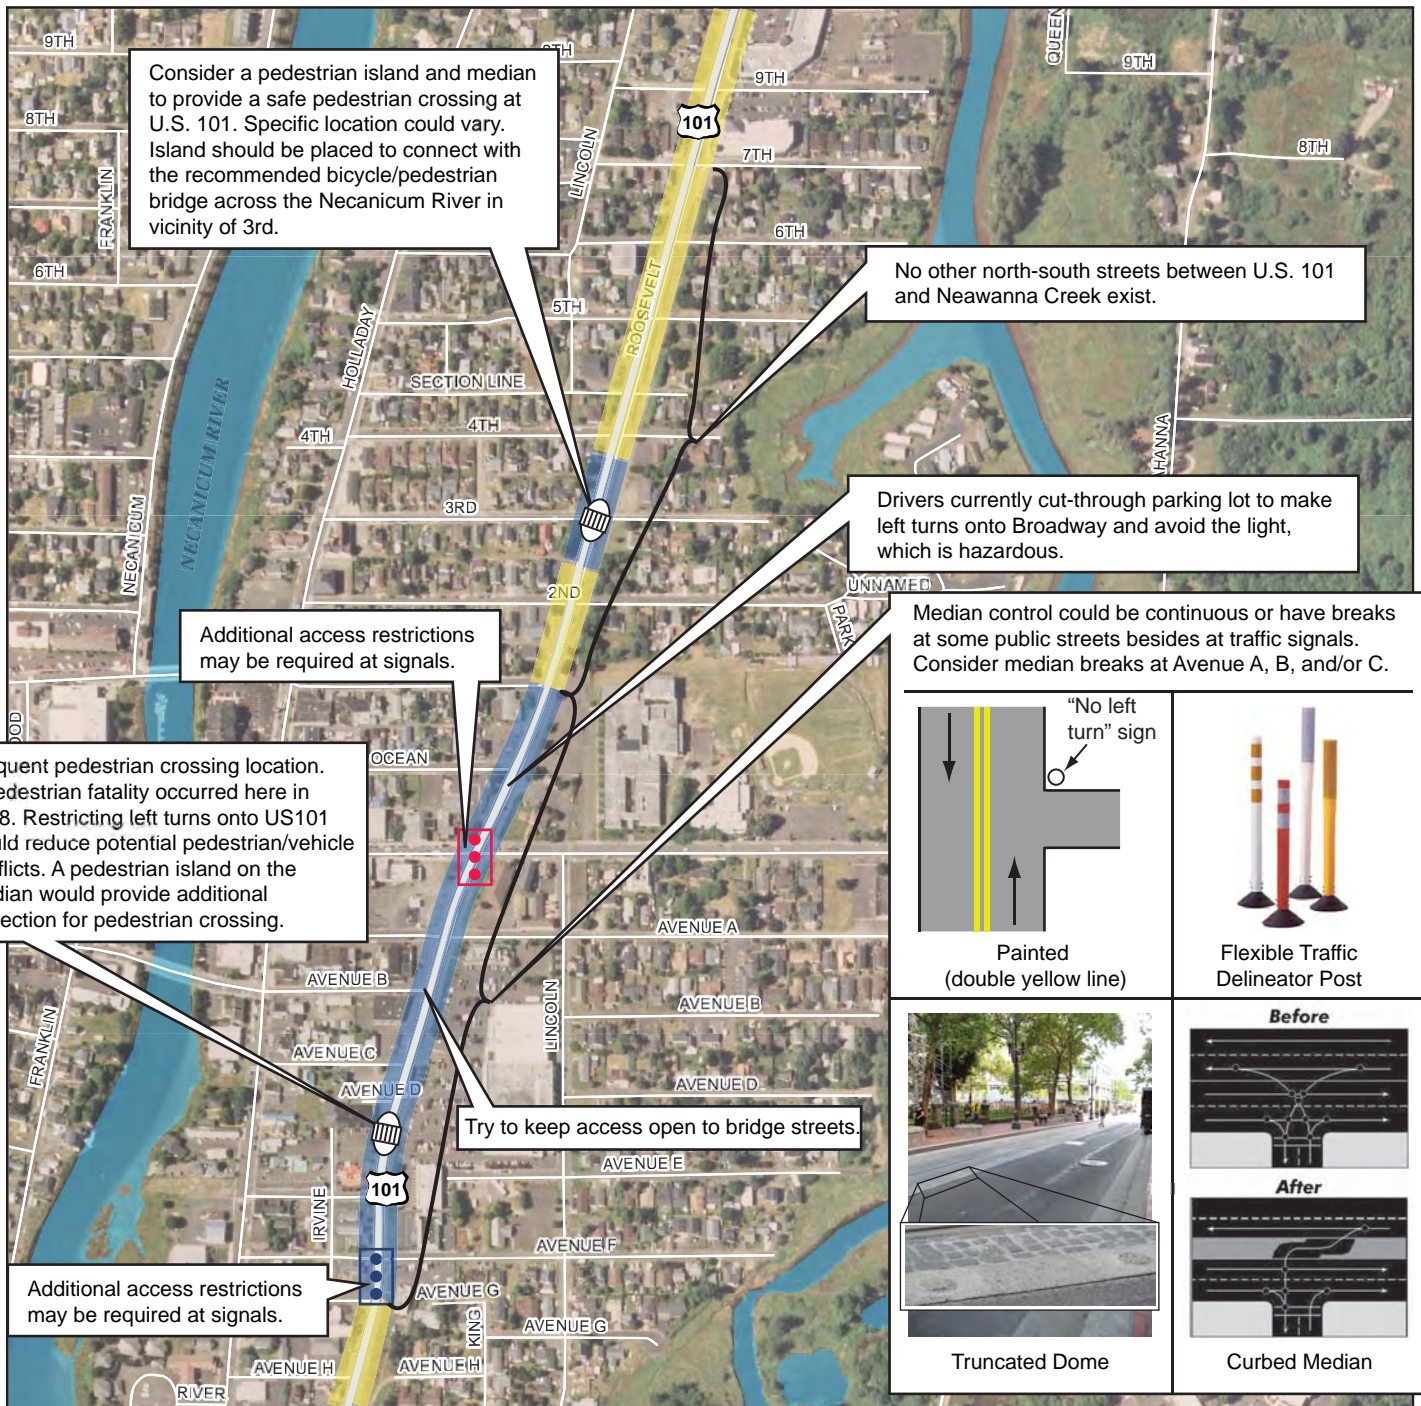 9TH
8TH
FRANKLIN
6TH
Consider a pedestrian island and median
to provide a safe pedestrian crossing at
U.S. 101. Specific location could vary.
Island should be placed to connect with
the recommended bicycle/pedestrian
bridge across the Necanicum River in
vicinity of 3rd.
LINCOLN
9TH
101
7TH
6TH
QUEEN
9TH
8TH
No other north-south streets between U.S. 101
and Neawanna Creek exist.
5TH
ROOSEVELT
HOLLADAY
SECTION LINE
4TH
4TH
3RD
2ND
NECANICUM RIVER
NECANICUM
Drivers currently cut-through parking lot to make
left turns onto Broadway and avoid the light,
which is hazardous.
UNNAMED
PARK
Additional access restrictions
may be required at signals.
OCEAN
quent pedestrian crossing location.
edestrian fatality occurred here in
8. Restricting left turns onto US101
uld reduce potential pedestrian/vehicle
flicts. A pedestrian island on the
dian would provide additional
ection for pedestrian crossing.
AVENUE A
AVENUE B
AVENUE B
LINCOLN
FRANKLIN
AVENUE C
AVENUE D
AVENUE D
Try to keep access open to bridge streets.
AVENUE E
101
IRVINE
AVENUE F
Additional access restrictions
may be required at signals.
AVENUE G
KING
AVENUE G
AVENUE H
AVENUE H
RIVER
Median control could be continuous or have breaks
at some public streets besides at traffic signals.
Consider median breaks at Avenue A, B, and/or C.
“No left
turn” sign
Painted
(double yellow line)
Flexible Traffic
Delineator Post
Truncated Dome
Before
After
Curbed Median